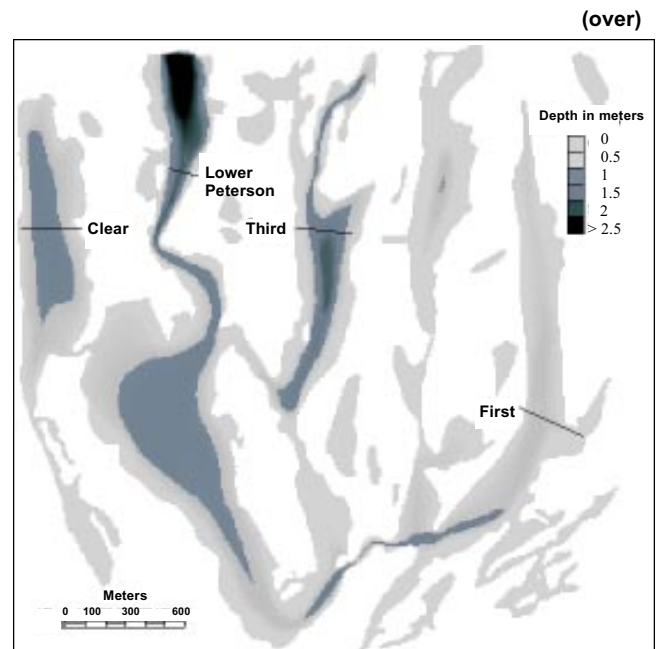 (over)
Depth in meters
0
0.5
1
1.5
2
> 2.5
Lower
Peterson
Clear
Third
First
Meters
0 100 300 600